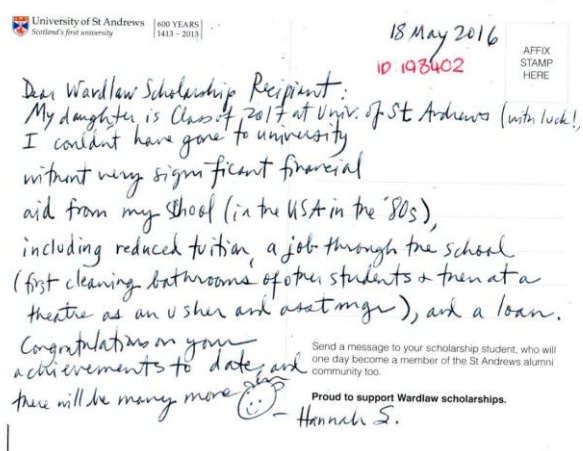 University of St Andrews
Scotland's first university
600 YEARS
1413 – 2013
18 May 2016
ID 193402
AFFIX
STAMP
HERE
Dear Wardlaw Scholarship Recipient:
My daughter is Class of 2017 at Univ. of St Andrews (with luck!)
I couldn't have gone to university
without very significant financial
aid from my school (in the USA in the '80s),
including reduced tuition, a job through the school
(first cleaning bathrooms of other students & then at a
theatre as an usher and asst mgr), and a loan.
Congratulations on your
achievements to date, and
there will be many more
– Hannah S.
Send a message to your scholarship student, who will
one day become a member of the St Andrews alumni
community too.
Proud to support Wardlaw scholarships.